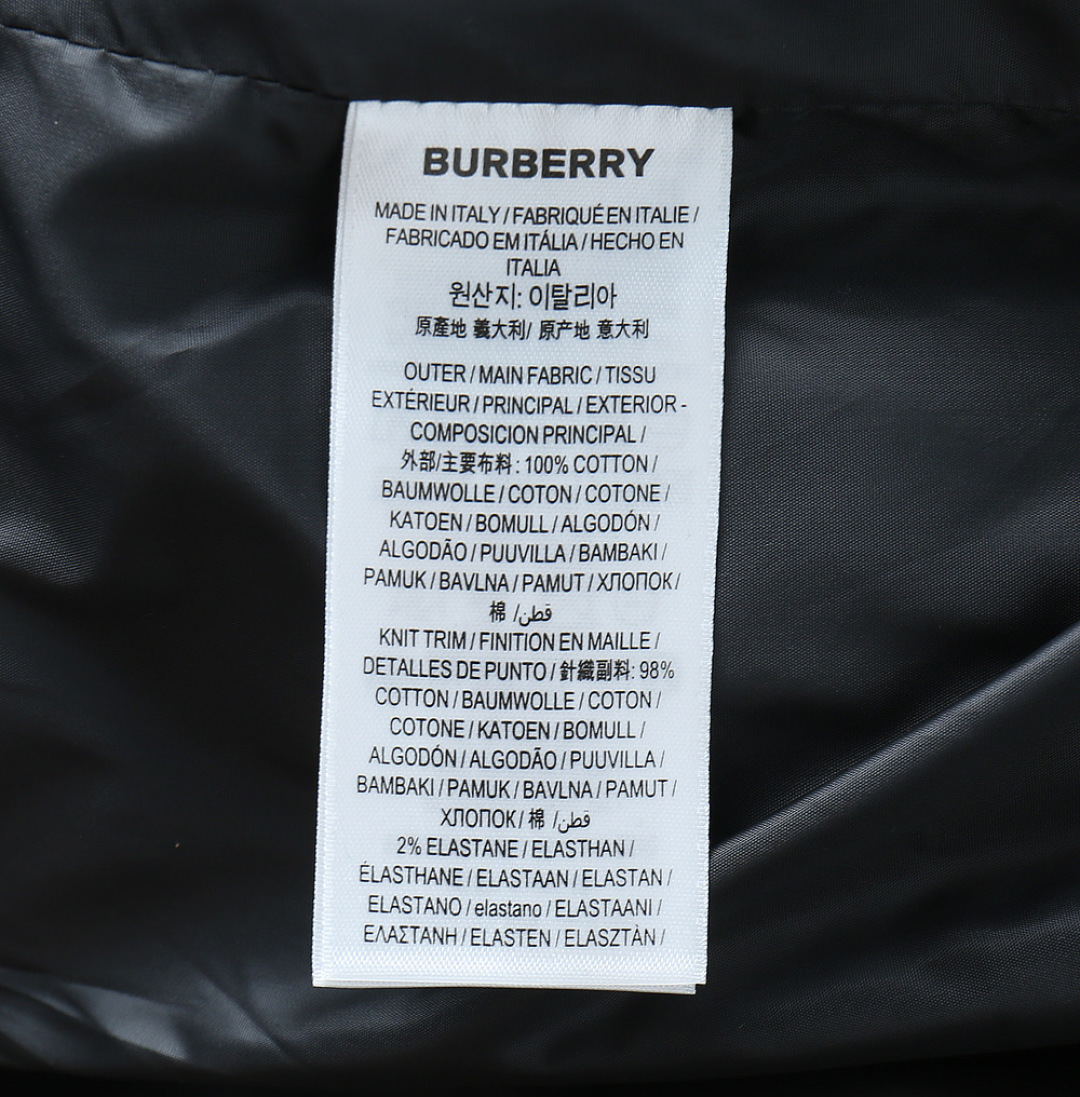 BURBERRY
MADE IN ITALY / FABRIQUÉ EN ITALIE /
FABRICADO EM ITÁLIA / HECHO EN
ITALIA
원산지: 이탈리아
原產地 義大利/ 原产地 意大利
OUTER / MAIN FABRIC / TISSU
EXTÉRIEUR / PRINCIPAL / EXTERIOR -
COMPOSICION PRINCIPAL /
外部/主要布料: 100% COTTON /
BAUMWOLLE / COTON / COTONE /
KATOEN / BOMULL / ALGODÓN /
ALGODÃO / PUUVILLA / BAMBAKI /
PAMUK / BAVLNA / PAMUT / ХЛОПОК /
棉 /قطن
KNIT TRIM / FINITION EN MAILLE /
DETALLES DE PUNTO / 針織副料: 98%
COTTON / BAUMWOLLE / COTON /
COTONE / KATOEN / BOMULL /
ALGODÓN / ALGODÃO / PUUVILLA /
BAMBAKI / PAMUK / BAVLNA / PAMUT /
ХЛОПОК / 棉 /قطن
2% ELASTANE / ELASTHAN /
ÉLASTHANE / ELASTAAN / ELASTAN /
ELASTANO / elastano / ELASTAANI /
ΕΛΑΣΤΑΝΗ / ELASTEN / ELASZTÀN /